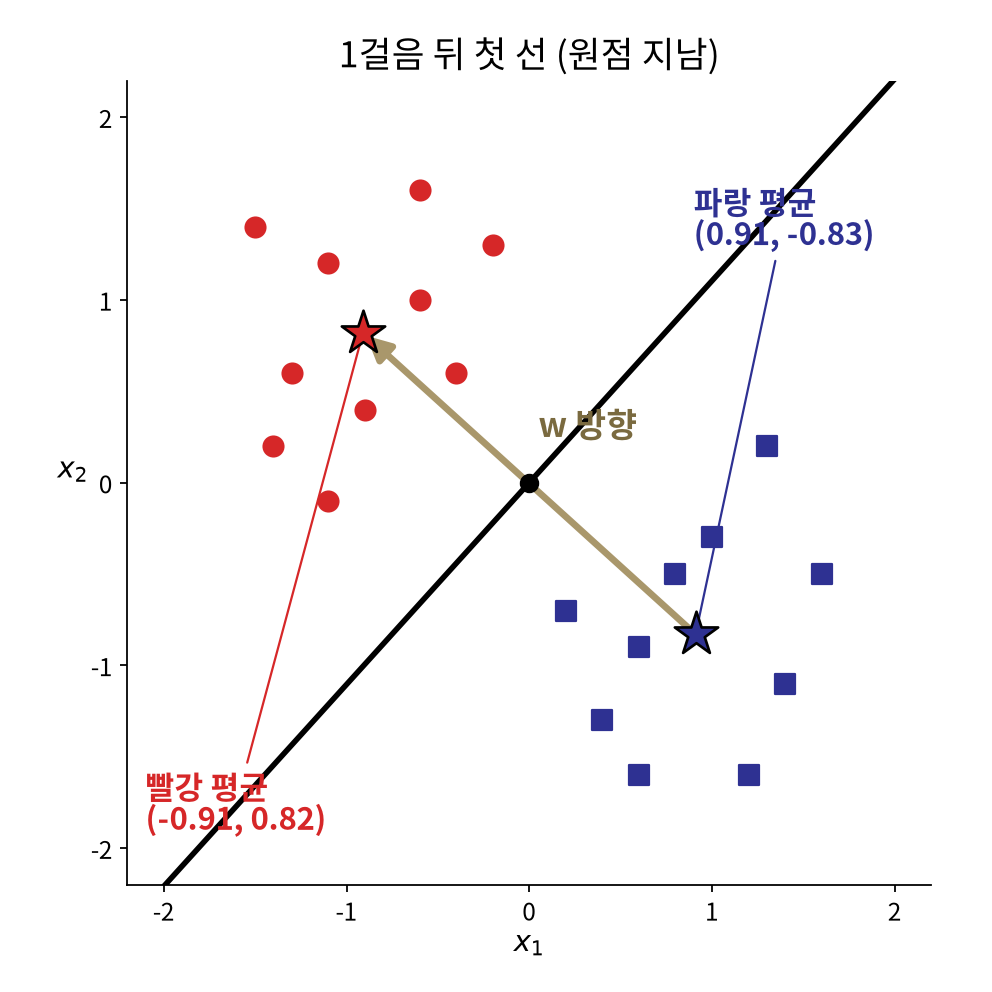 1걸음 뒤 첫 선 (원점 지남)
2
1
0
-1
-2
x₂
파랑 평균
(0.91, -0.83)
w 방향
빨강 평균
(-0.91, 0.82)
-2
-1
0
1
2
x₁